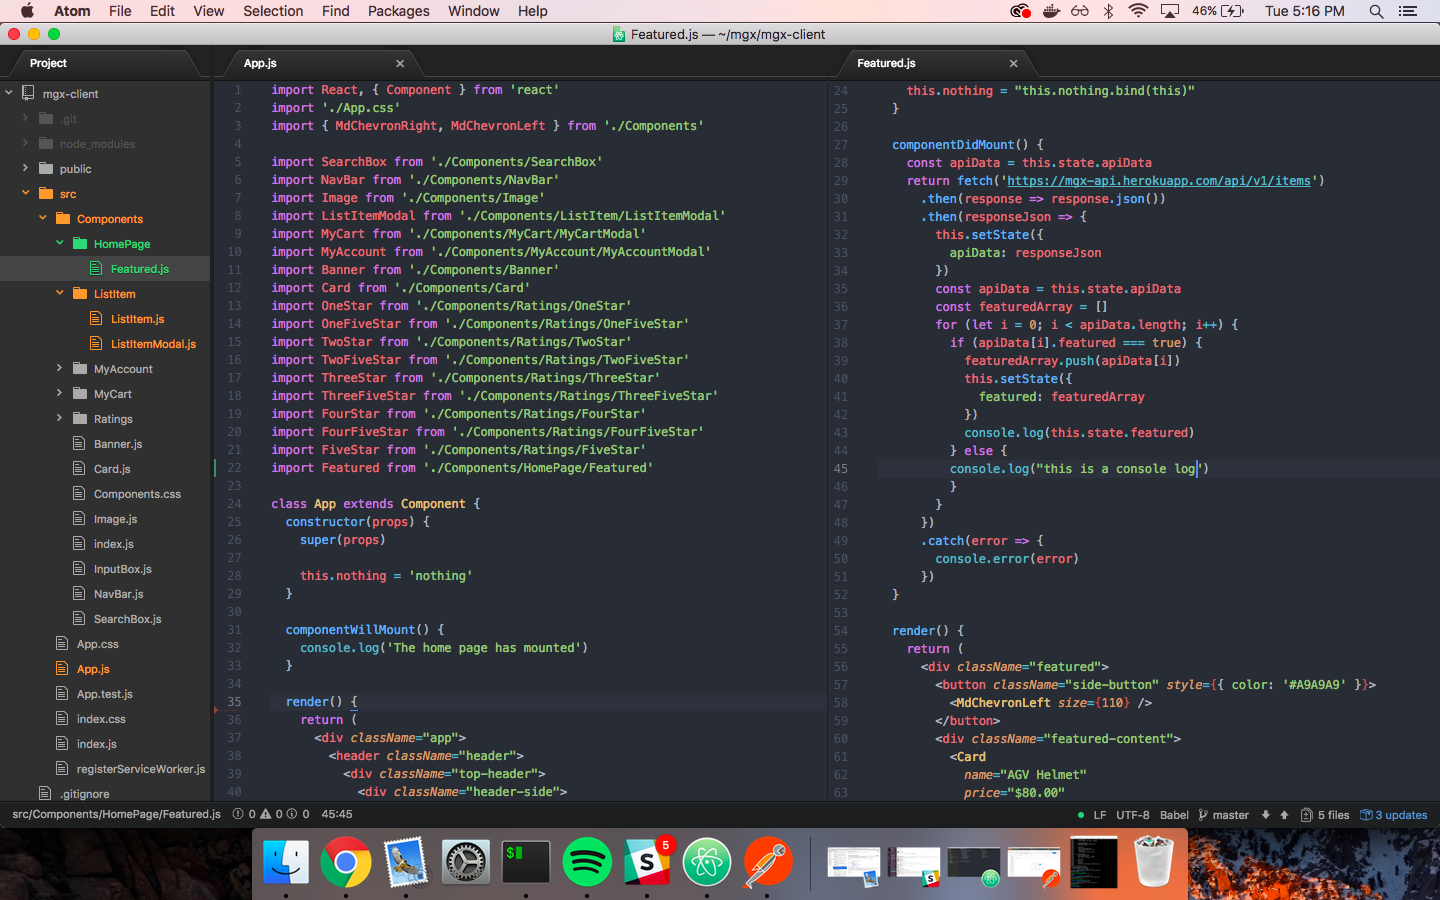 Atom File Edit View Selection Find Packages Window Help 46% Tue 5:16 PM
Featured.js — ~/mgx/mgx-client
Project
mgx-client
.git
node_modules
public
src
Components
HomePage
Featured.js
ListItem
ListItem.js
ListItemModal.js
MyAccount
MyCart
Ratings
Banner.js
Card.js
Components.css
Image.js
index.js
InputBox.js
NavBar.js
SearchBox.js
App.css
App.js
App.test.js
index.css
index.js
registerServiceWorker.js
.gitignore
App.js
1 import React, { Component } from 'react'
2 import './App.css'
3 import { MdChevronRight, MdChevronLeft } from './Components'
4
5 import SearchBox from './Components/SearchBox'
6 import NavBar from './Components/NavBar'
7 import Image from './Components/Image'
8 import ListItemModal from './Components/ListItem/ListItemModal'
9 import MyCart from './Components/MyCart/MyCartModal'
10 import MyAccount from './Components/MyAccount/MyAccountModal'
11 import Banner from './Components/Banner'
12 import Card from './Components/Card'
13 import OneStar from './Components/Ratings/OneStar'
14 import OneFiveStar from './Components/Ratings/OneFiveStar'
15 import TwoStar from './Components/Ratings/TwoStar'
16 import TwoFiveStar from './Components/Ratings/TwoFiveStar'
17 import ThreeStar from './Components/Ratings/ThreeStar'
18 import ThreeFiveStar from './Components/Ratings/ThreeFiveStar'
19 import FourStar from './Components/Ratings/FourStar'
20 import FourFiveStar from './Components/Ratings/FourFiveStar'
21 import FiveStar from './Components/Ratings/FiveStar'
22 import Featured from './Components/HomePage/Featured'
23
24 class App extends Component {
25 constructor(props) {
26 super(props)
27
28 this.nothing = 'nothing'
29 }
30
31 componentWillMount() {
32 console.log('The home page has mounted')
33 }
34
35 render() {
36 return (
37 <div className="app">
38 <header className="header">
39 <div className="top-header">
40 <div className="header-side">
Featured.js
24 this.nothing = "this.nothing.bind(this)"
25 }
26
27 componentDidMount() {
28 const apiData = this.state.apiData
29 return fetch('https://mgx-api.herokuapp.com/api/v1/items')
30 .then(response => response.json())
31 .then(responseJson => {
32 this.setState({
33 apiData: responseJson
34 })
35 const apiData = this.state.apiData
36 const featuredArray = []
37 for (let i = 0; i < apiData.length; i++) {
38 if (apiData[i].featured === true) {
39 featuredArray.push(apiData[i])
40 this.setState({
41 featured: featuredArray
42 })
43 console.log(this.state.featured)
44 } else {
45 console.log("this is a console log")
46 }
47 }
48 })
49 .catch(error => {
50 console.error(error)
51 })
52 }
53
54 render() {
55 return (
56 <div className="featured">
57 <button className="side-button" style={{ color: '#A9A9A9' }}>
58 <MdChevronLeft size={110} />
59 </button>
60 <div className="featured-content">
61 <Card
62 name="AGV Helmet"
63 price="$80.00"
src/Components/HomePage/Featured.js 0 0 0 45:45 LF UTF-8 Babel master 5 files 3 updates
$
S
5